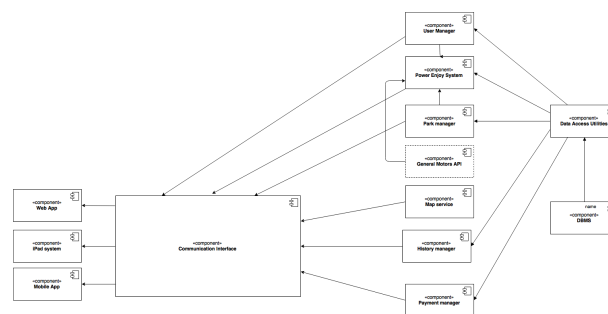 «component»
User Manager
«component»
Power Enjoy System
«component»
Park manager
«component»
Data Access Utilities
«component»
General Motors API
«component»
Web App
«component»
Map service
name
«component»
DBMS
«component»
IPod system
«component»
Communication Interface
«component»
History manager
«component»
Mobile App
«component»
Payment manager